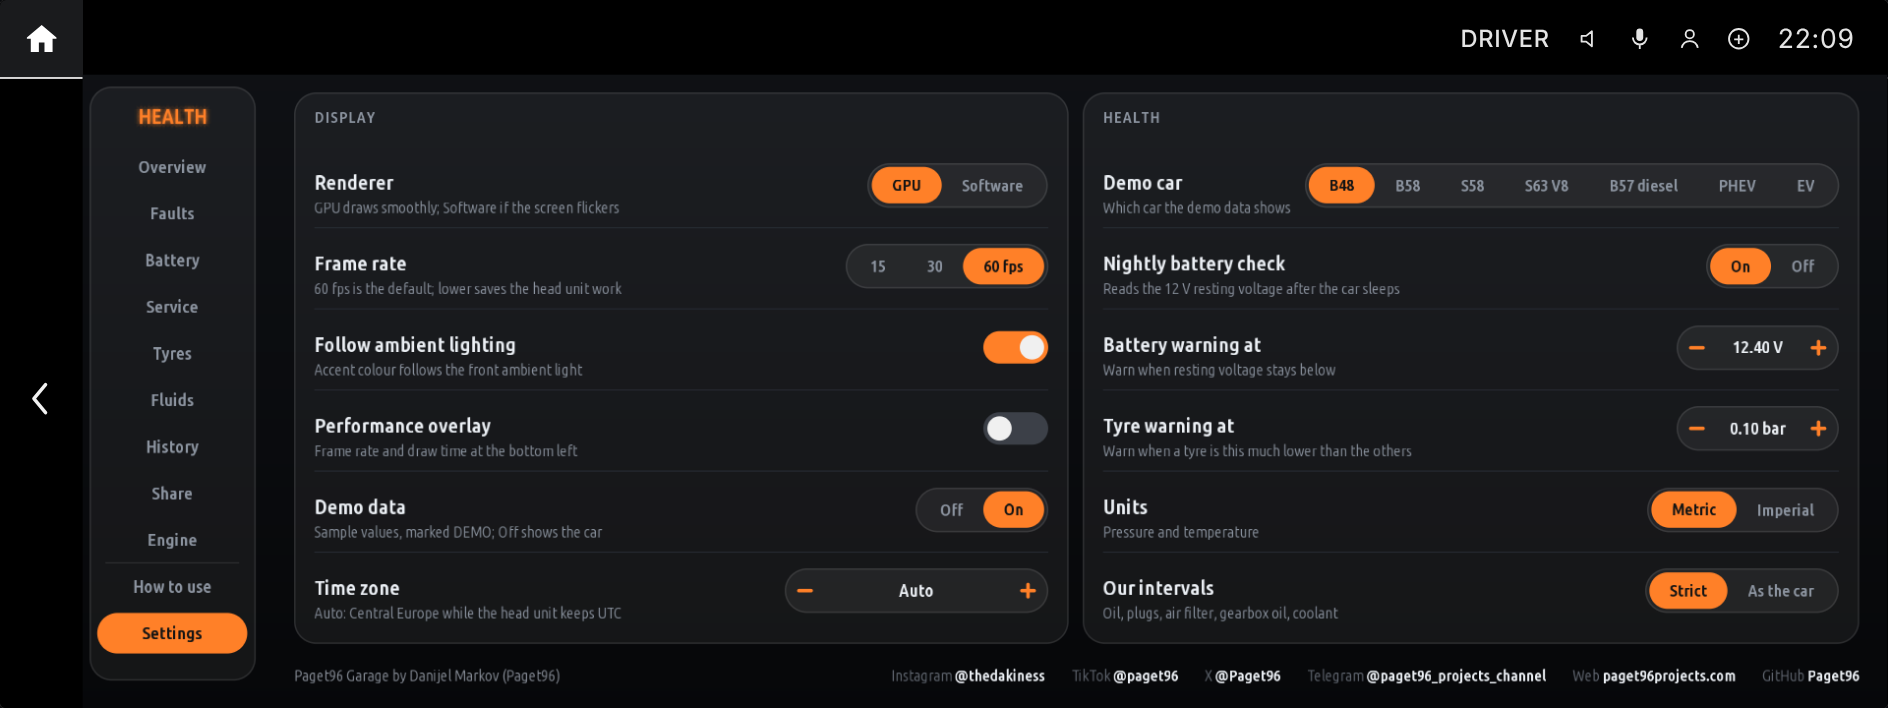 DRIVER 22:09
HEALTH
Overview
Faults
Battery
Service
Tyres
Fluids
History
Share
Engine
How to use
Settings
DISPLAY
Renderer
GPU draws smoothly; Software if the screen flickers
GPU Software
Frame rate
60 fps is the default; lower saves the head unit work
15 30 60 fps
Follow ambient lighting
Accent colour follows the front ambient light
Performance overlay
Frame rate and draw time at the bottom left
Demo data
Sample values, marked DEMO; Off shows the car
Off On
Time zone
Auto: Central Europe while the head unit keeps UTC
− Auto +
HEALTH
Demo car
Which car the demo data shows
B48 B58 S58 S63 V8 B57 diesel PHEV EV
Nightly battery check
Reads the 12 V resting voltage after the car sleeps
On Off
Battery warning at
Warn when resting voltage stays below
− 12.40 V +
Tyre warning at
Warn when a tyre is this much lower than the others
− 0.10 bar +
Units
Pressure and temperature
Metric Imperial
Our intervals
Oil, plugs, air filter, gearbox oil, coolant
Strict As the car
Paget96 Garage by Danijel Markov (Paget96)
Instagram @thedakiness TikTok @paget96 X @Paget96 Telegram @paget96_projects_channel Web paget96projects.com GitHub Paget96